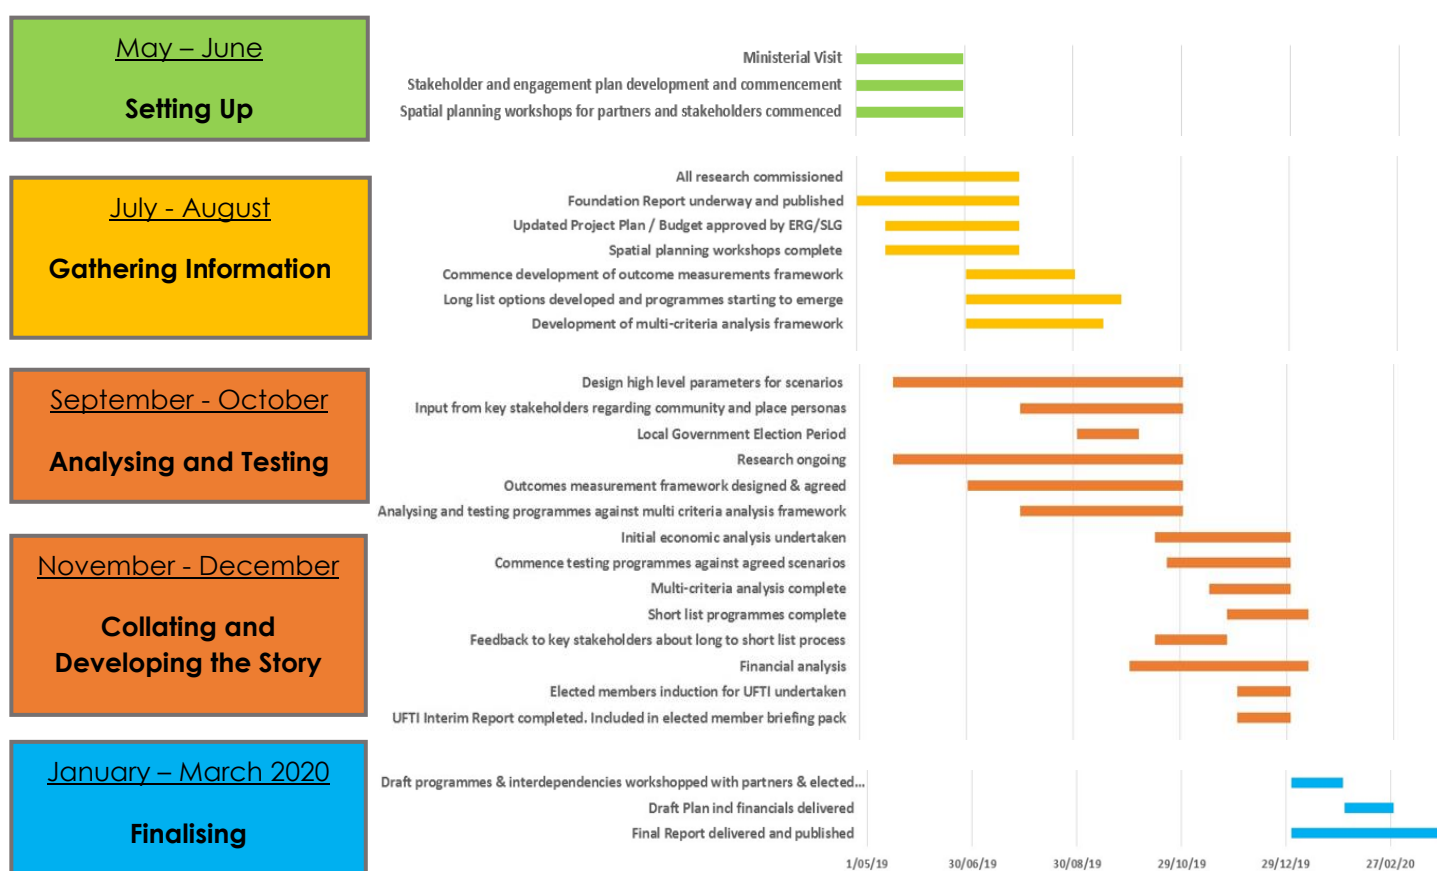 May – June
Setting Up
Ministerial Visit
Stakeholder and engagement plan development and commencement
Spatial planning workshops for partners and stakeholders commenced
July - August
Gathering Information
All research commissioned
Foundation Report underway and published
Updated Project Plan / Budget approved by ERG/SLG
Spatial planning workshops complete
Commence development of outcome measurements framework
Long list options developed and programmes starting to emerge
Development of multi-criteria analysis framework
September - October
Analysing and Testing
Design high level parameters for scenarios
Input from key stakeholders regarding community and place personas
Local Government Election Period
Research ongoing
Outcomes measurement framework designed & agreed
Analysing and testing programmes against multi criteria analysis framework
November - December
Collating and
Developing the Story
Initial economic analysis undertaken
Commence testing programmes against agreed scenarios
Multi-criteria analysis complete
Short list programmes complete
Feedback to key stakeholders about long to short list process
Financial analysis
Elected members induction for UFTI undertaken
UFTI Interim Report completed. Included in elected member briefing pack
January – March 2020
Finalising
Draft programmes & interdependencies workshopped with partners & elected...
Draft Plan incl financials delivered
Final Report delivered and published
1/05/19 30/06/19 30/08/19 29/10/19 29/12/19 27/02/20